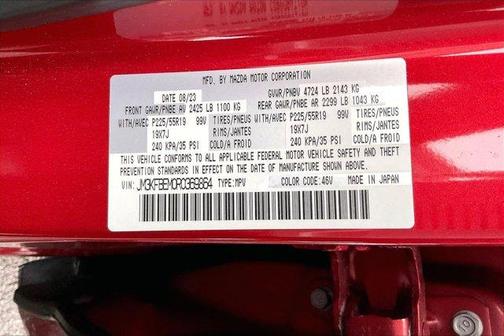 MFD. BY MAZDA MOTOR CORPORATION
DATE 08/23 GVWR/PNBV 4724 LB 2143 KG
FRONT GAWR/PNBE AV 2425 LB 1100 KG REAR GAWR/PNBE AR 2299 LB 1043 KG
WITH/AVEC P225/55R19 99V TIRES/PNEUS WITH/AVEC P225/55R19 99V TIRES/PNEUS
19X7J RIMS/JANTES 19X7J RIMS/JANTES
240 KPA/35 PSI COLD/A FROID 240 KPA/35 PSI COLD/A FROID
THIS VEHICLE CONFORMS TO ALL APPLICABLE FEDERAL MOTOR VEHICLE SAFETY AND THEFT
PREVENTION STANDARDS IN EFFECT ON THE DATE OF MANUFACTURE SHOWN ABOVE.
VIN: JM3KFBEM0R0369864 TYPE:MPV COLOR CODE:46V MADE IN JAPAN